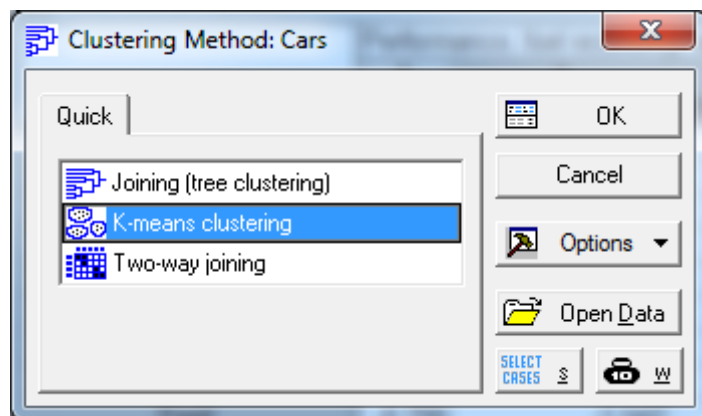 Clustering Method: Cars
Quick
Joining (tree clustering)
K-means clustering
Two-way joining
OK
Cancel
Options
Open Data
SELECT CASES S
10 W